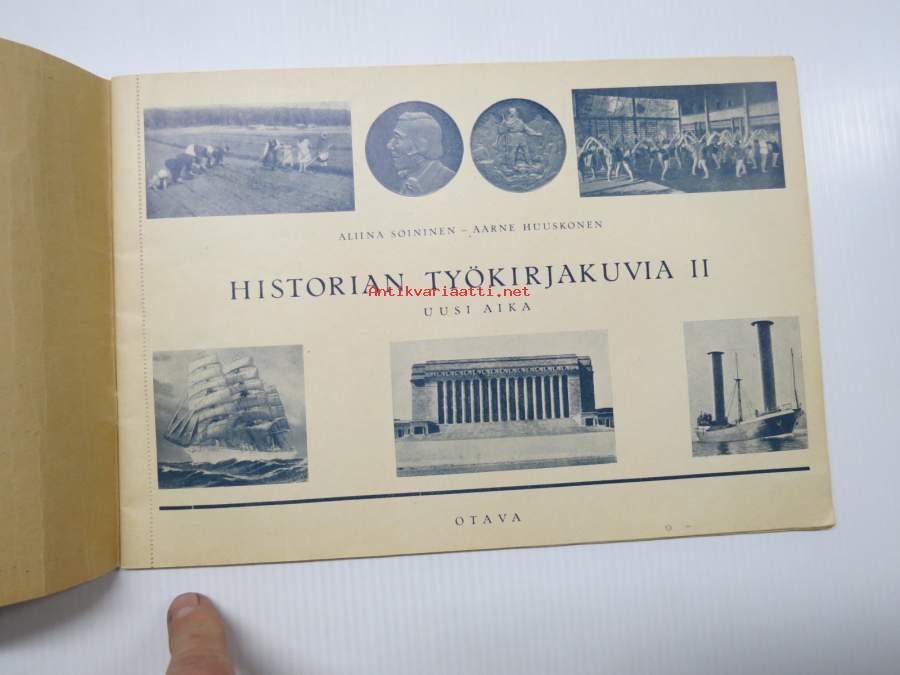 ALIINA SOININEN – AARNE HUUSKONEN
HISTORIAN TYÖKIRJAKUVIA II
Antikvariaatti.net
UUSI AIKA
OTAVA